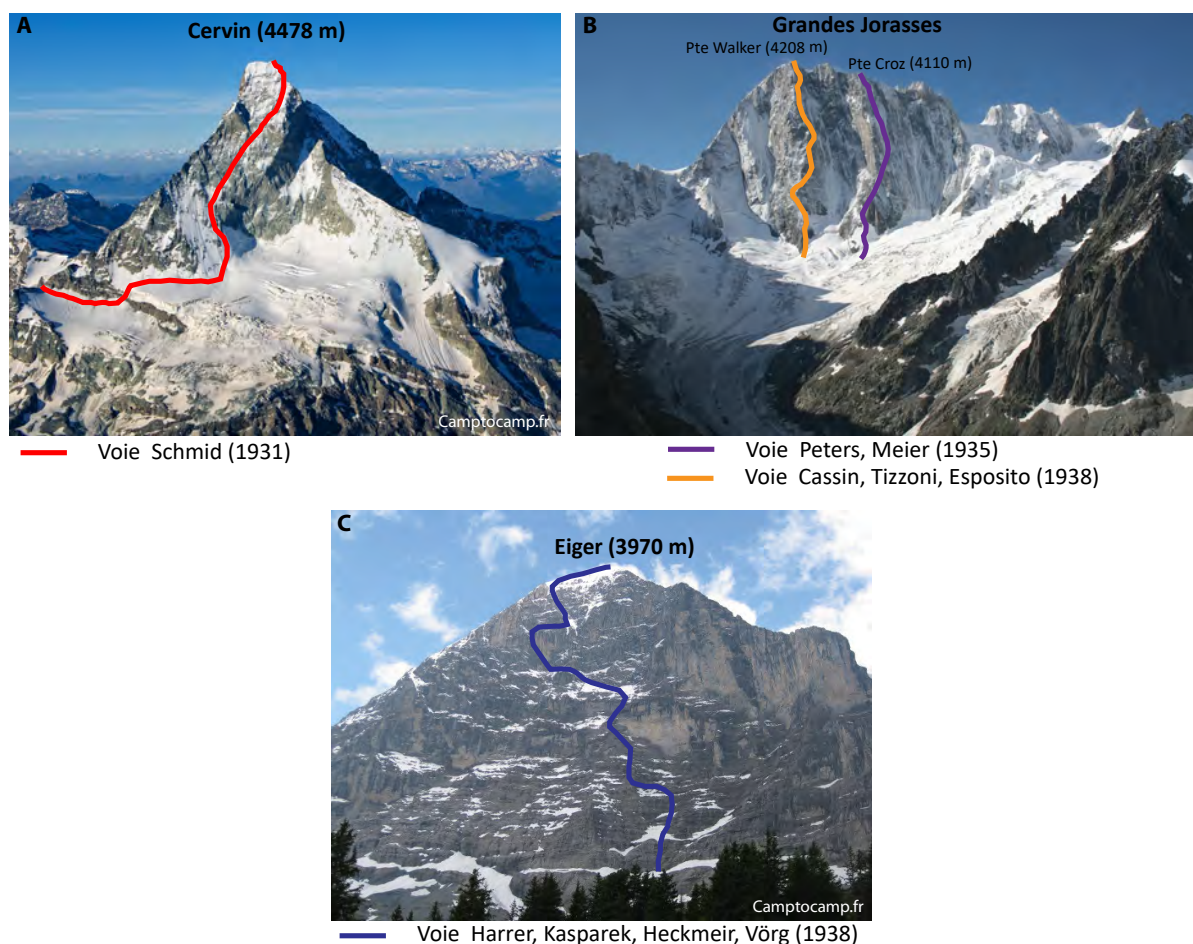 A
Cervin (4478 m)
Camptocamp.fr
Voie Schmid (1931)
B
Grandes Jorasses
Pte Walker (4208 m)
Pte Croz (4110 m)
Voie Peters, Meier (1935)
Voie Cassin, Tizzoni, Esposito (1938)
C
Eiger (3970 m)
Camptocamp.fr
Voie Harrer, Kasparek, Heckmeir, Vörg (1938)